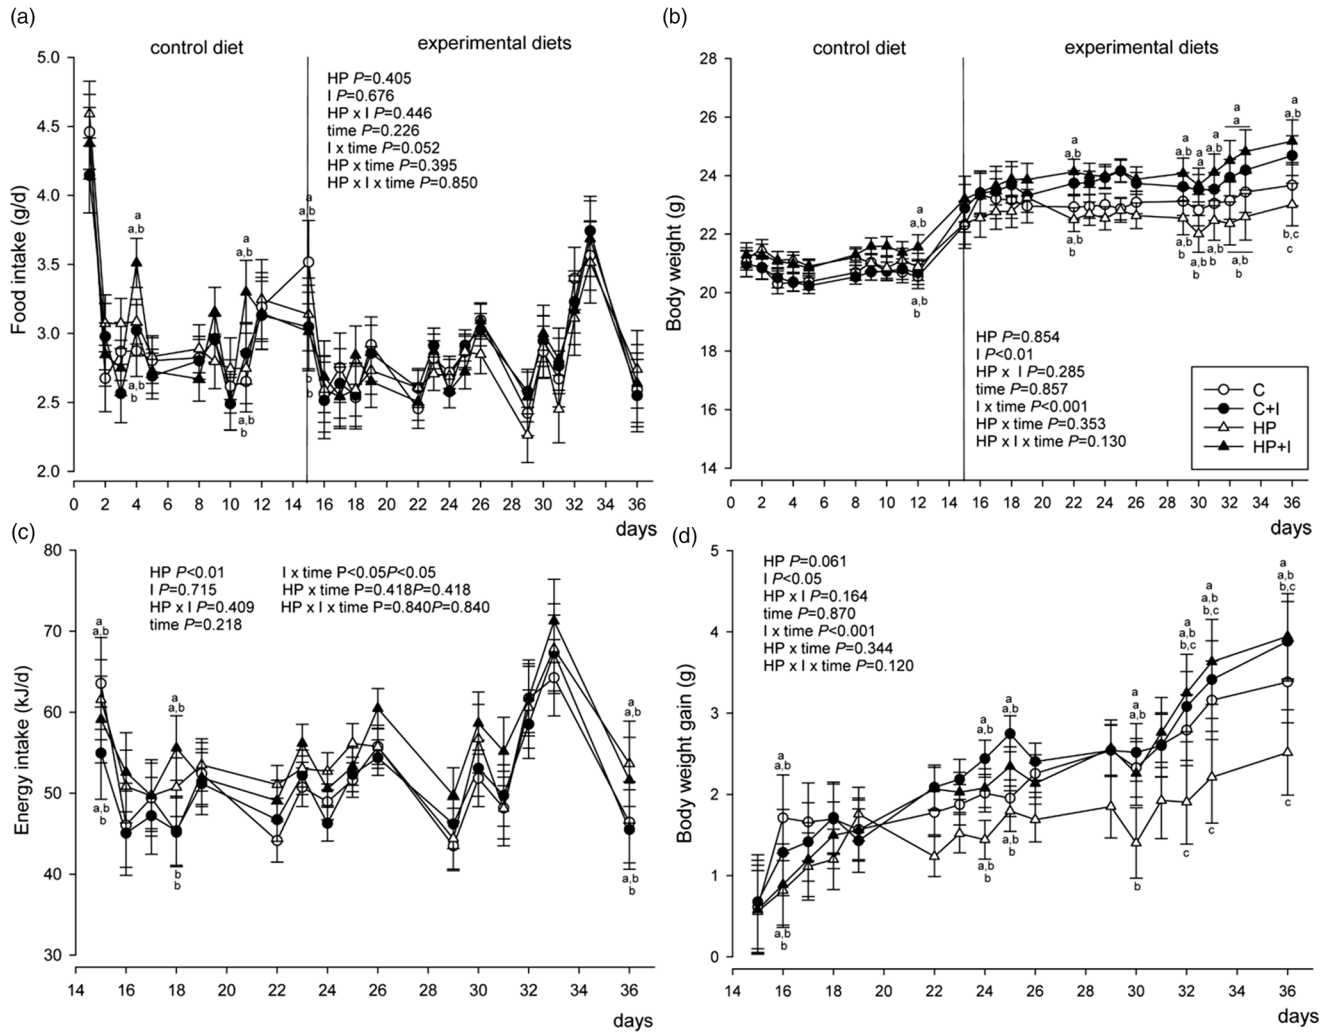 (a)
control diet
experimental diets
5.0
4.5
4.0
3.5
3.0
2.5
2.0
Food intake (g/d)
HP P=0.405
I P=0.676
HP x I P=0.446
time P=0.226
I x time P=0.052
HP x time P=0.395
HP x I x time P=0.850
a
a,b
a,b
b
a
a,b
a,b
b
a
a,b
b
b
0 2 4 6 8 10 12 14 16 18 20 22 24 26 28 30 32 34 36
days
(b)
control diet
experimental diets
28
26
24
22
20
18
16
14
Body weight (g)
a
a,b
a,b
b
a
a,b
a,b
b
a
a,b
a
a
a
a,b
a
a
a
a,b
b
a,b
b
a,b
b
a,b
b
b,c
c
HP P=0.854
I P<0.01
HP x I P=0.285
time P=0.857
I x time P<0.001
HP x time P=0.353
HP x I x time P=0.130
C
C+I
HP
HP+I
0 2 4 6 8 10 12 14 16 18 20 22 24 26 28 30 32 34 36
days
(c)
80
70
60
50
40
30
Energy intake (kJ/d)
HP P<0.01
I P=0.715
HP x I P=0.409
time P=0.218
I x time P<0.05P<0.05
HP x time P=0.418P=0.418
HP x I x time P=0.840P=0.840
a
a,b
a,b
b
a
a,b
b
b
a
a,b
a,b
b
14 16 18 20 22 24 26 28 30 32 34 36
days
(d)
5
4
3
2
1
0
Body weight gain (g)
HP P=0.061
I P<0.05
HP x I P=0.164
time P=0.870
I x time P<0.001
HP x time P=0.344
HP x I x time P=0.120
a
a,b
a,b
b
a
a,b
a,b
b
a
a,b
a,b
b
a
a,b
b
a
a,b
b,c
c
a
a,b
b,c
c
a
a,b
b,c
c
14 16 18 20 22 24 26 28 30 32 34 36
days